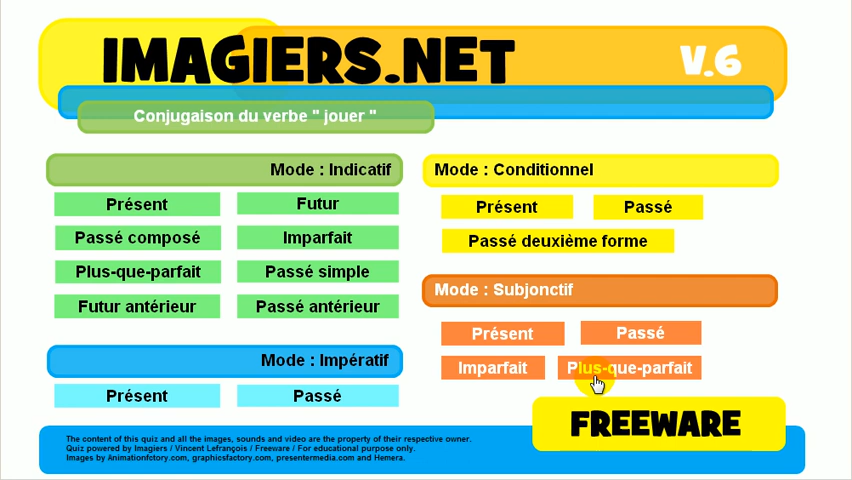 IMAGIERS.NET
V.6
Conjugaison du verbe " jouer "
Mode : Indicatif
Présent
Futur
Passé composé
Imparfait
Plus-que-parfait
Passé simple
Futur antérieur
Passé antérieur
Mode : Impératif
Présent
Passé
Mode : Conditionnel
Présent
Passé
Passé deuxième forme
Mode : Subjonctif
Présent
Passé
Imparfait
Plus-que-parfait
FREEWARE
The content of this quiz and all the images, sounds and video are the property of their respective owner.
Quiz powered by Imagiers / Vincent Lefrançois / Freeware / For educational purpose only.
Images by Animationfctory.com, graphicsfactory.com, presentermedia.com and Hemera.